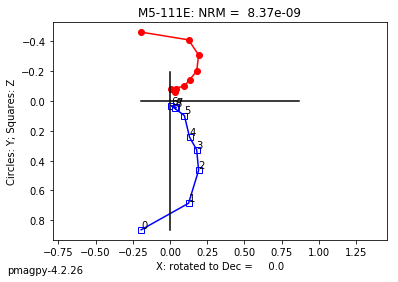 M5-111E: NRM = 8.37e-09
Circles: Y; Squares: Z
−0.4
−0.2
0.0
0.2
0.4
0.6
0.8
0
1
2
3
4
5
−0.75 −0.50 −0.25 0.00 0.25 0.50 0.75 1.00 1.25
X: rotated to Dec = 0.0
pmagpy-4.2.26